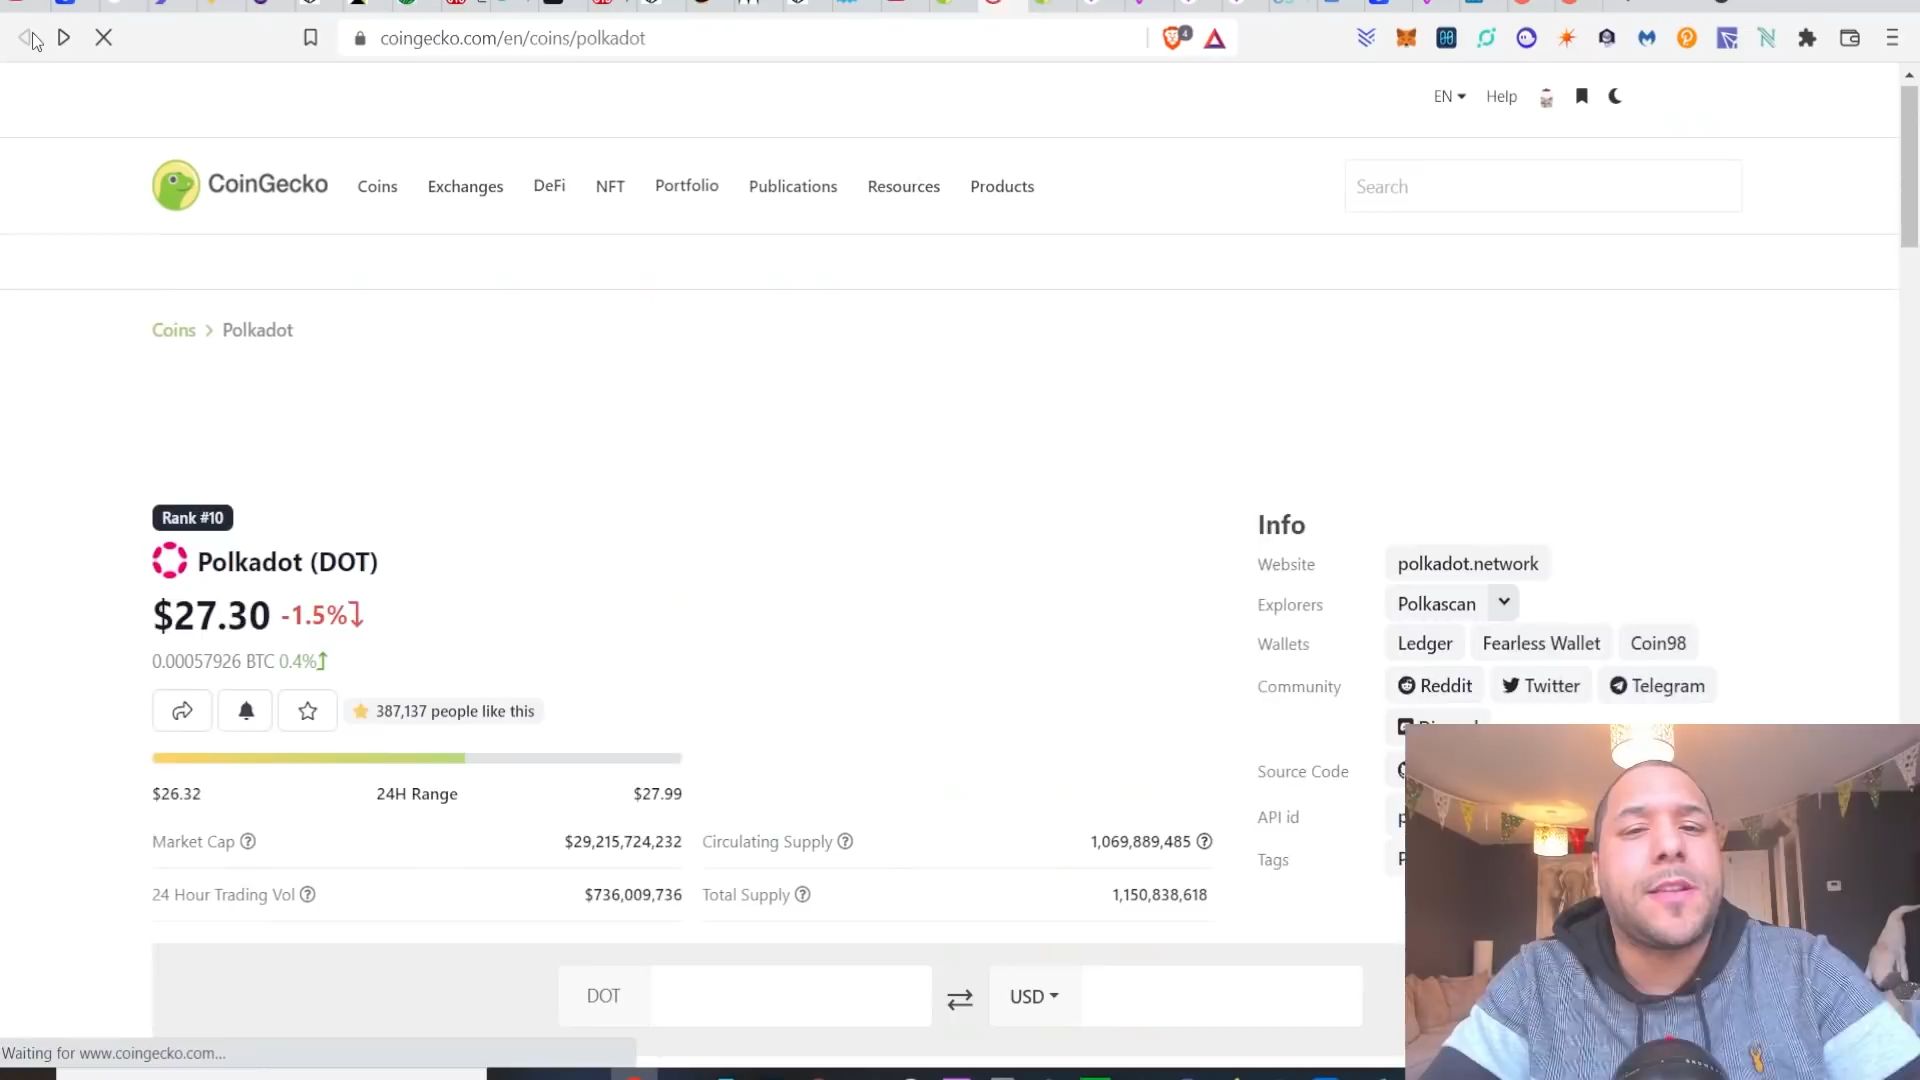 coingecko.com/en/coins/polkadot
4
EN Help
CoinGecko Coins Exchanges DeFi NFT Portfolio Publications Resources Products Search
Coins > Polkadot
Rank #10
Polkadot (DOT)
$27.30 -1.5%
0.00057926 BTC 0.4%
387,137 people like this
$26.32 24H Range $27.99
Market Cap $29,215,724,232 Circulating Supply 1,069,889,485
24 Hour Trading Vol $736,009,736 Total Supply 1,150,838,618
DOT USD
Info
Website polkadot.network
Explorers Polkascan
Wallets Ledger Fearless Wallet Coin98
Community Reddit Twitter Telegram
Source Code
API id
Tags
Waiting for www.coingecko.com...